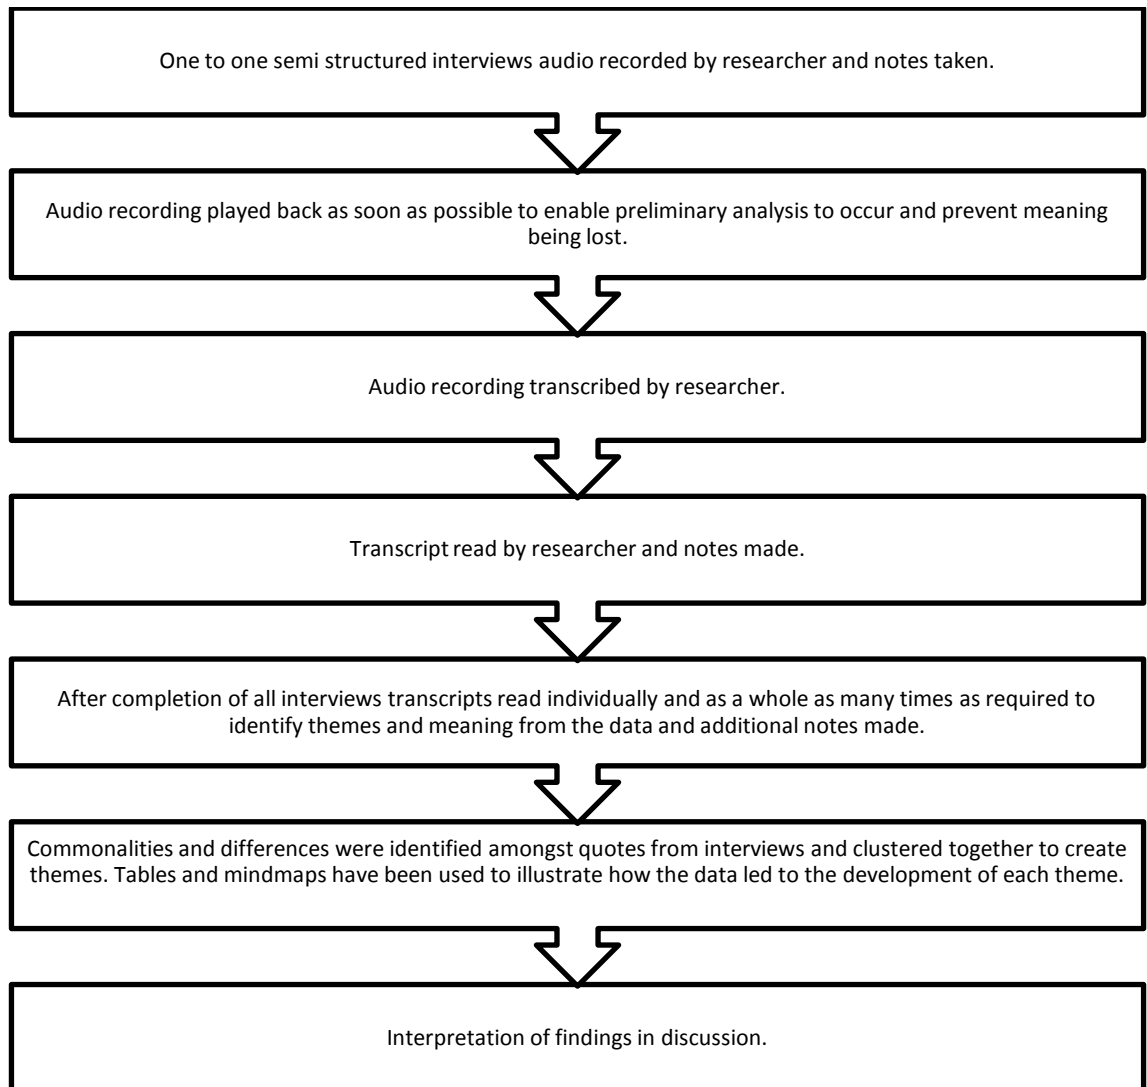 One to one semi structured interviews audio recorded by researcher and notes taken.
Audio recording played back as soon as possible to enable preliminary analysis to occur and prevent meaning
being lost.
Audio recording transcribed by researcher.
Transcript read by researcher and notes made.
After completion of all interviews transcripts read individually and as a whole as many times as required to
identify themes and meaning from the data and additional notes made.
Commonalities and differences were identified amongst quotes from interviews and clustered together to create
themes. Tables and mindmaps have been used to illustrate how the data led to the development of each theme.
Interpretation of findings in discussion.